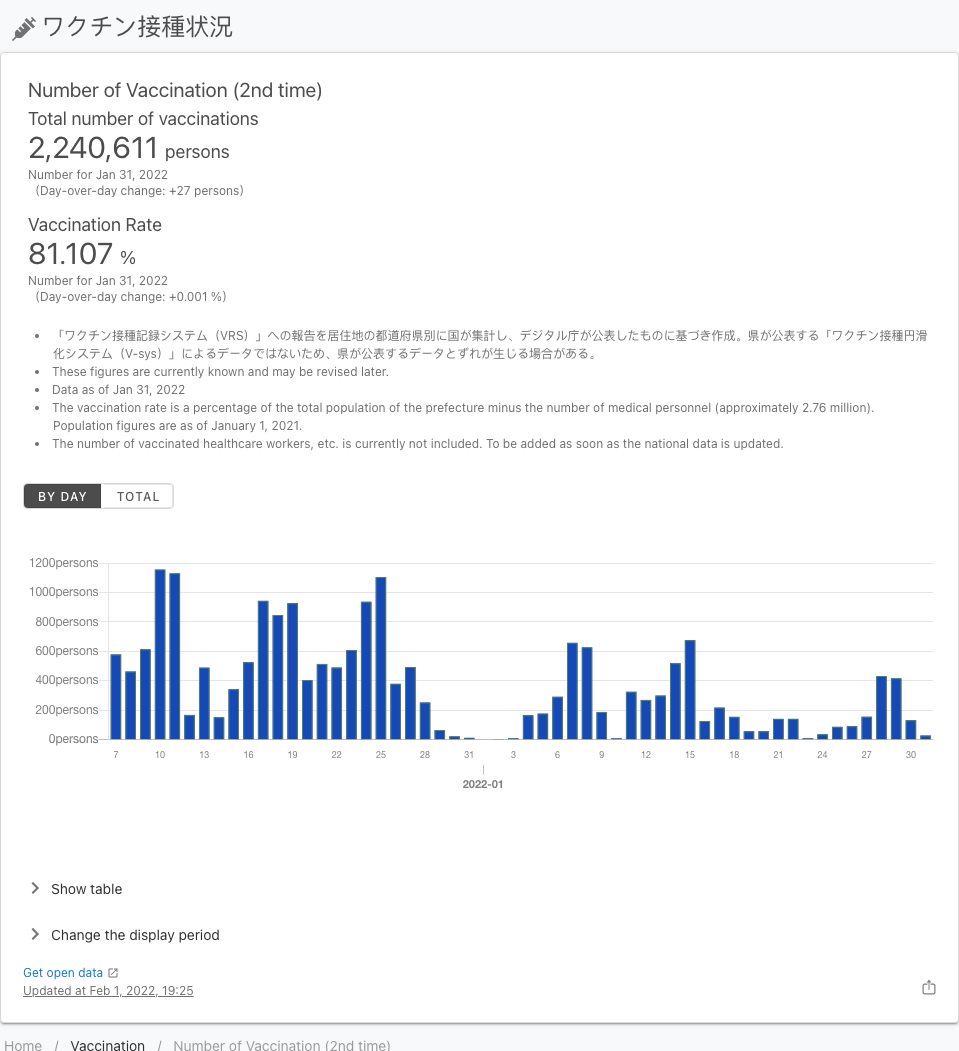 ワクチン接種状況
Number of Vaccination (2nd time)
Total number of vaccinations
2,240,611 persons
Number for Jan 31, 2022
(Day-over-day change: +27 persons)
Vaccination Rate
81.107 %
Number for Jan 31, 2022
(Day-over-day change: +0.001 %)
• 「ワクチン接種記録システム（VRS）」への報告を居住地の都道府県別に国が集計し、デジタル庁が公表したものに基づき作成。県が公表する「ワクチン接種円滑
化システム（V-sys）」によるデータではないため、県が公表するデータとずれが生じる場合がある。
• These figures are currently known and may be revised later.
• Data as of Jan 31, 2022
• The vaccination rate is a percentage of the total population of the prefecture minus the number of medical personnel (approximately 2.76 million).
Population figures are as of January 1, 2021.
• The number of vaccinated healthcare workers, etc. is currently not included. To be added as soon as the national data is updated.
BY DAY TOTAL
1200persons
1000persons
800persons
600persons
400persons
200persons
0persons
7 10 13 16 19 22 25 28 31 3 6 9 12 15 18 21 24 27 30
2022-01
Show table
Change the display period
Get open data
Updated at Feb 1, 2022, 19:25
Home / Vaccination / Number of Vaccination (2nd time)